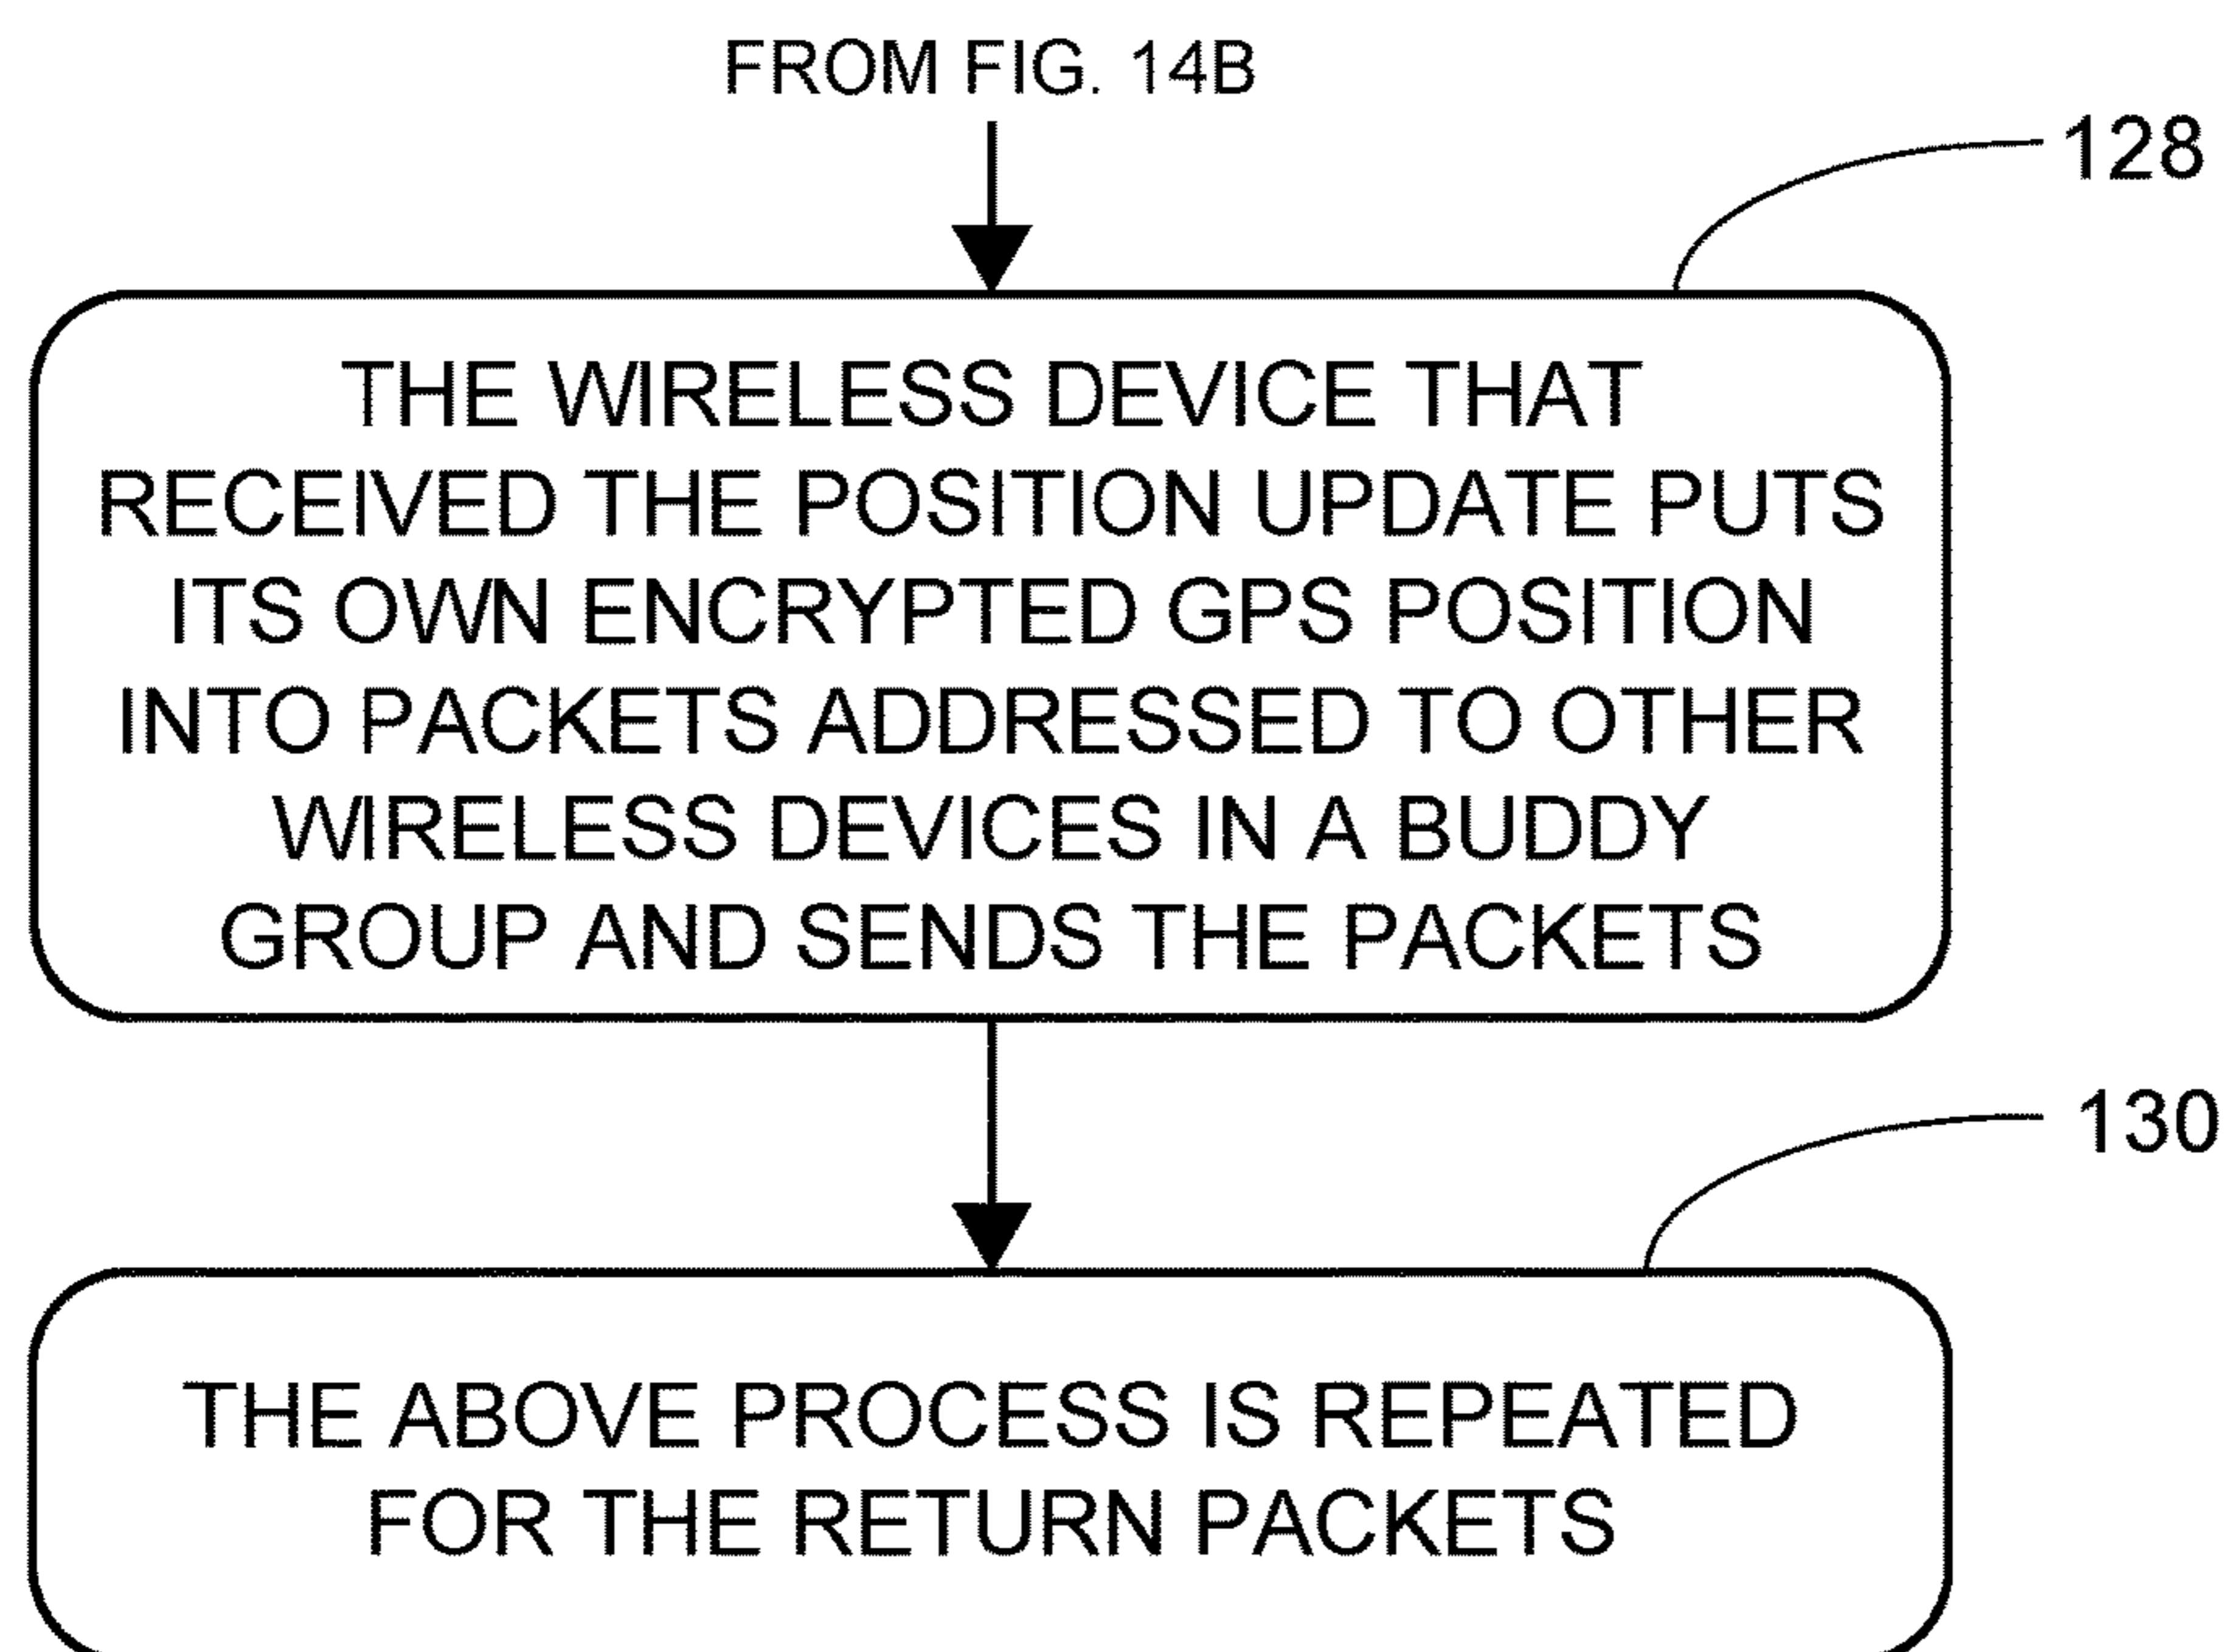 FROM FIG. 14B
128
THE WIRELESS DEVICE THAT
RECEIVED THE POSITION UPDATE PUTS
ITS OWN ENCRYPTED GPS POSITION
INTO PACKETS ADDRESSED TO OTHER
WIRELESS DEVICES IN A BUDDY
GROUP AND SENDS THE PACKETS
130
THE ABOVE PROCESS IS REPEATED
FOR THE RETURN PACKETS